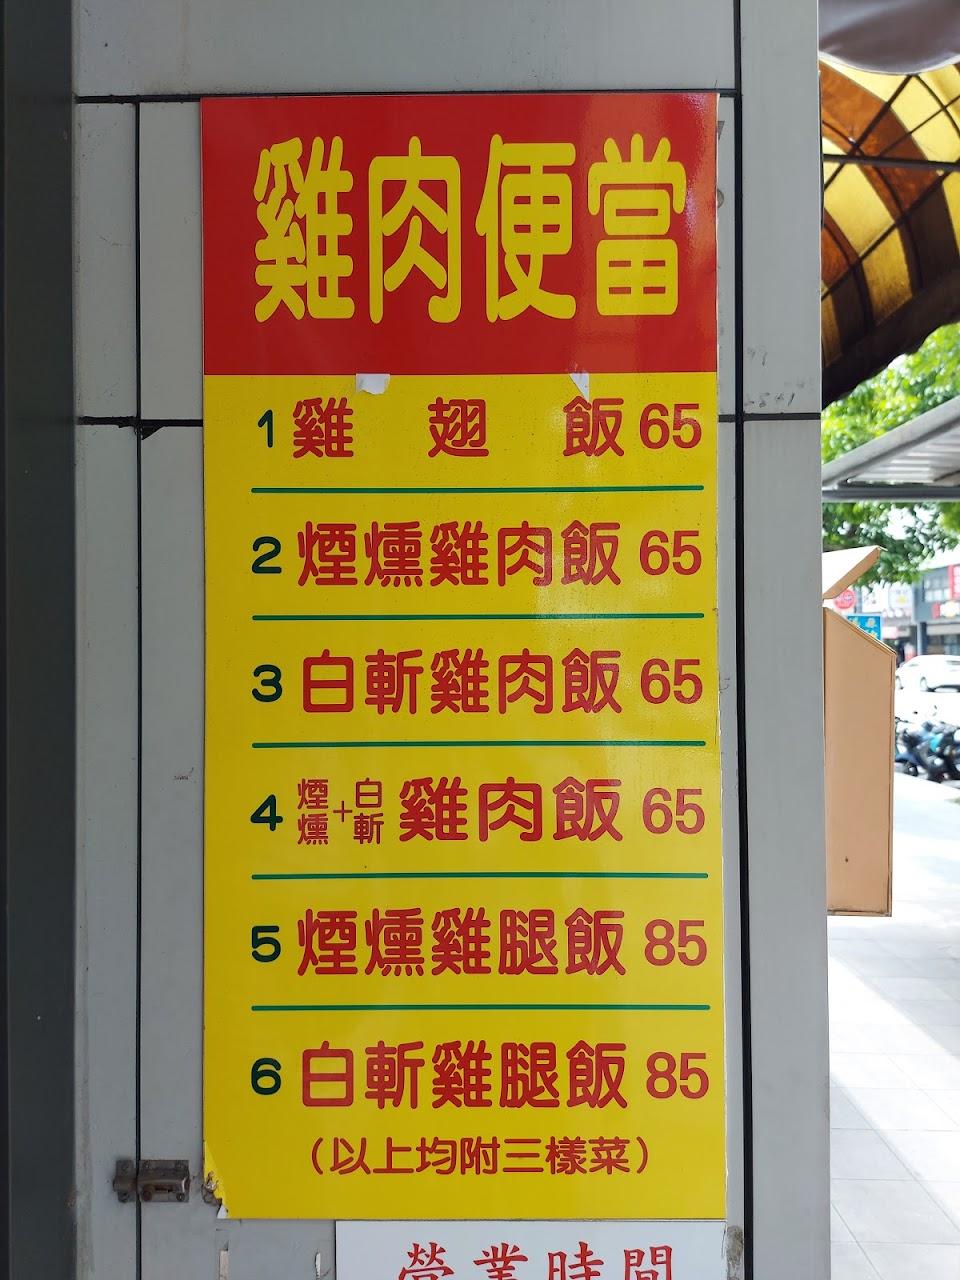 雞肉便當
1 雞翅飯 65
2 煙燻雞肉飯 65
3 白斬雞肉飯 65
4 煙燻+白斬 雞肉飯 65
5 煙燻雞腿飯 85
6 白斬雞腿飯 85
（以上均附三樣菜）
營業時間